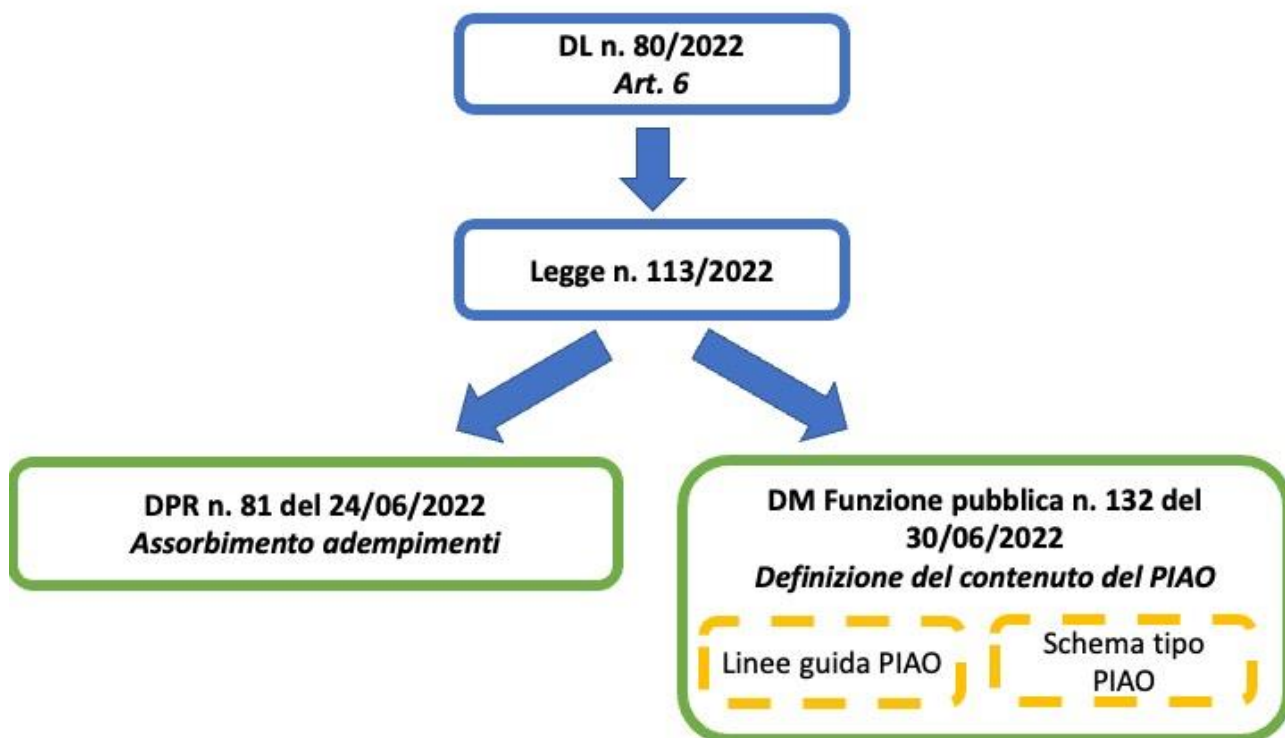 DL n. 80/2022
Art. 6
Legge n. 113/2022
DPR n. 81 del 24/06/2022
Assorbimento adempimenti
DM Funzione pubblica n. 132 del
30/06/2022
Definizione del contenuto del PIAO
Linee guida PIAO
Schema tipo
PIAO